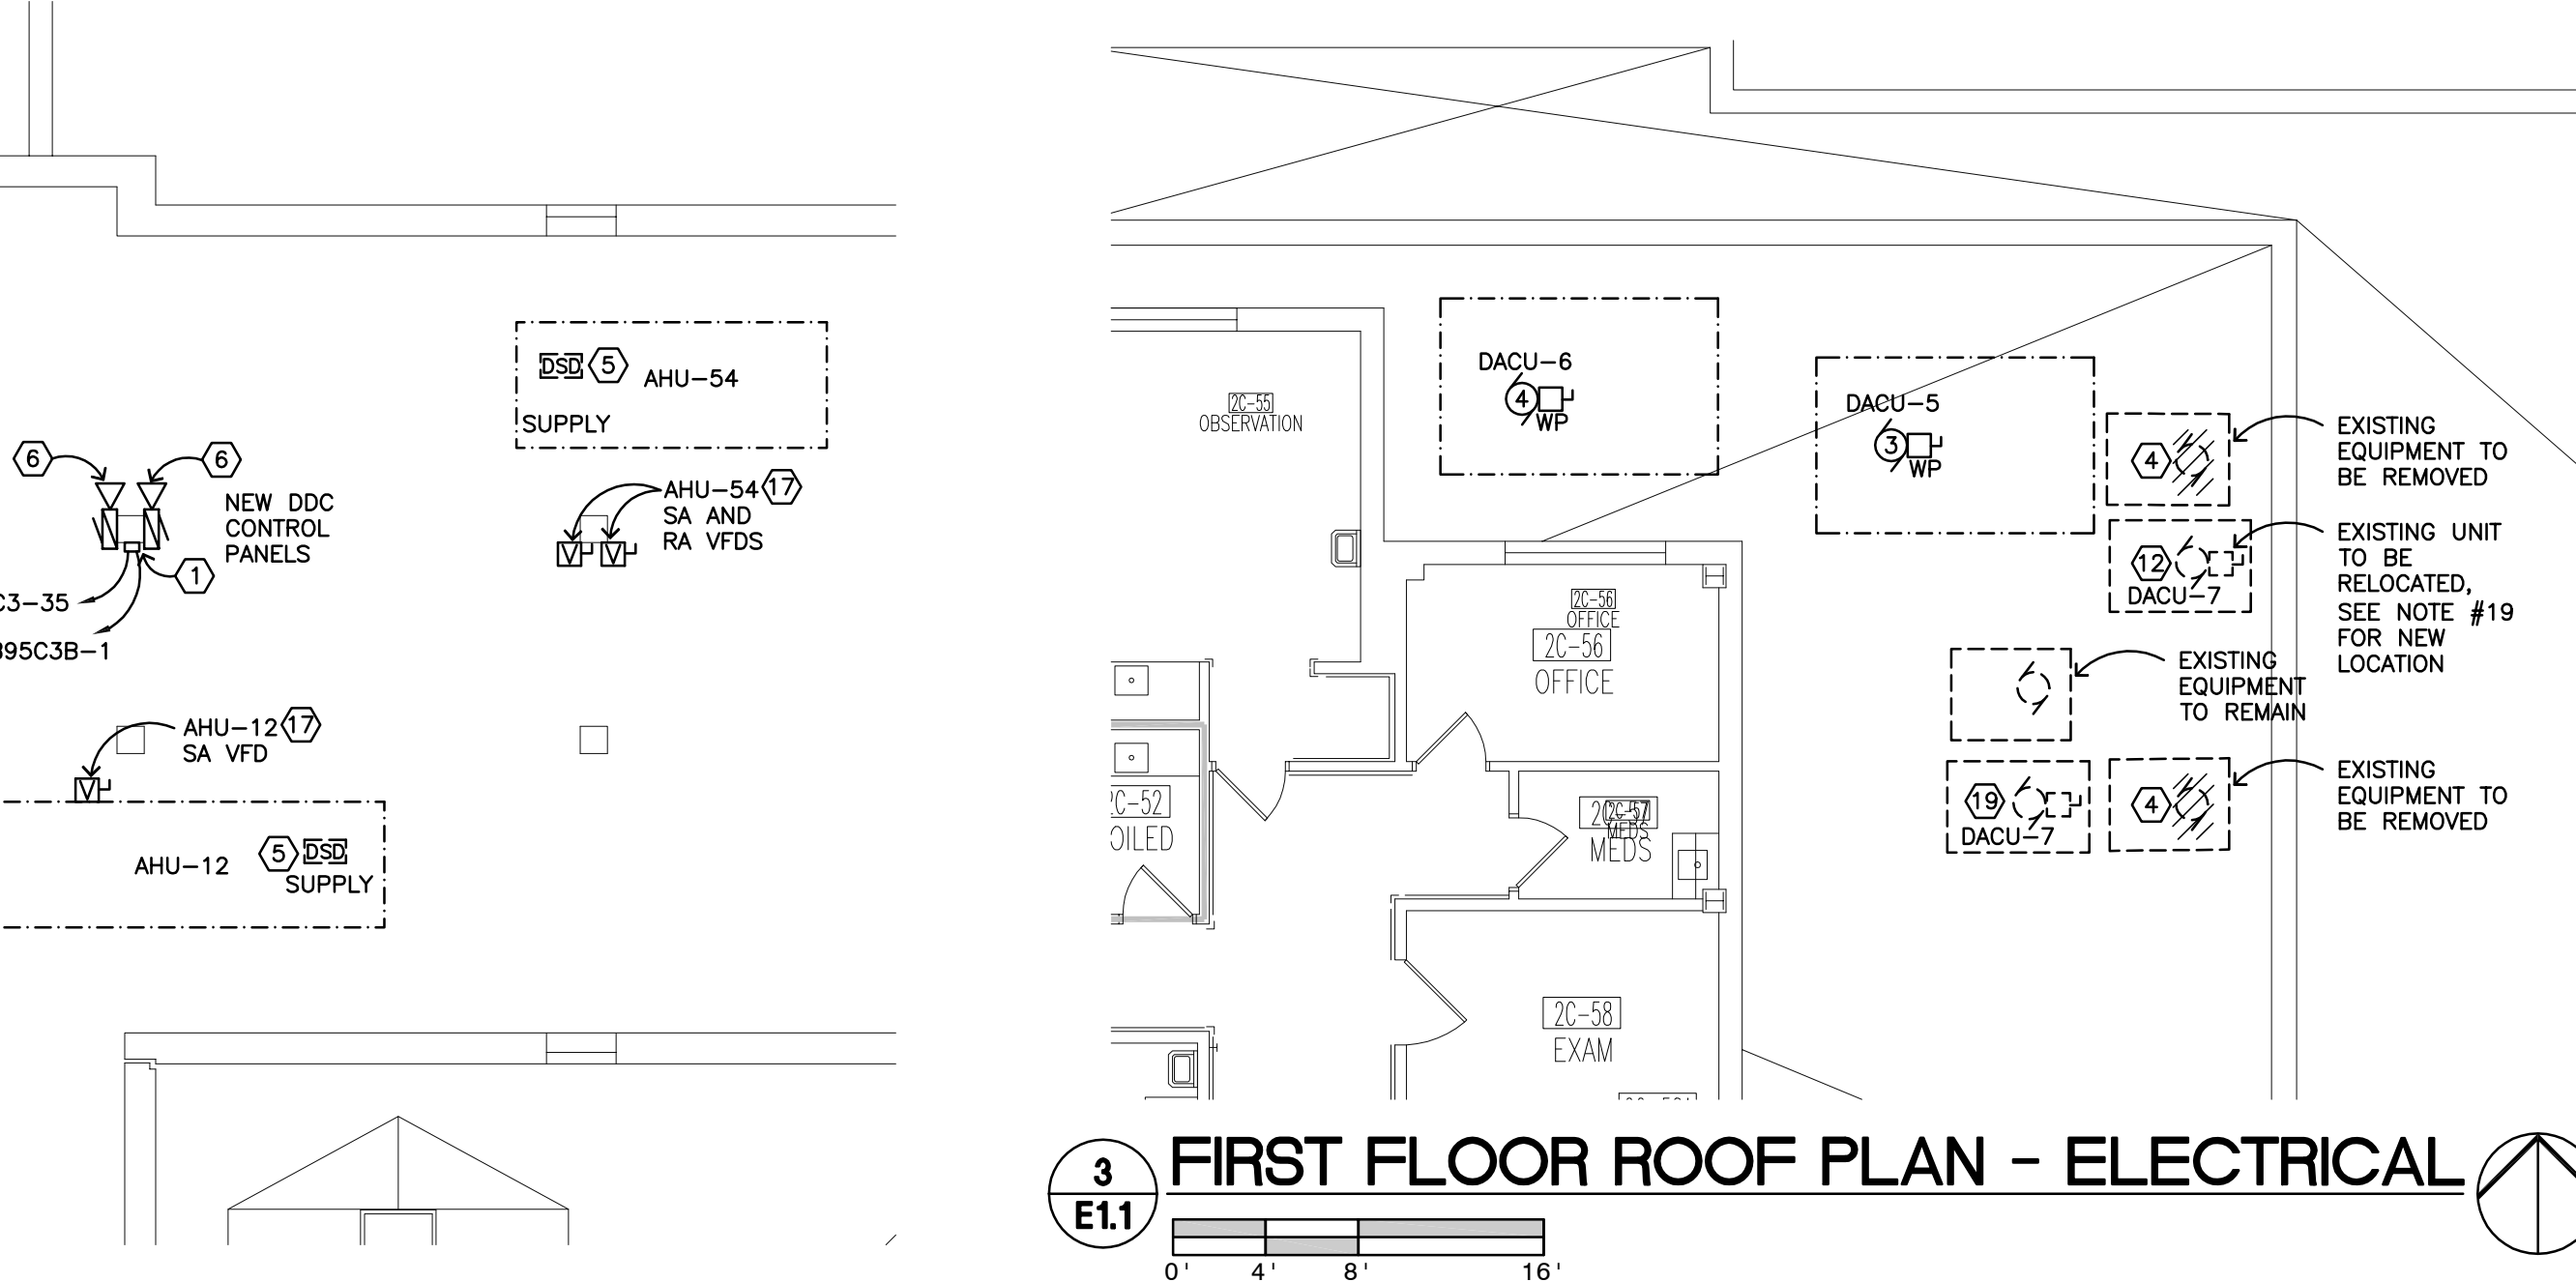 DSD 5 AHU-54
SUPPLY
6
6
NEW DDC
CONTROL
PANELS
1
C3-35
B95C3B-1
AHU-54 17
SA AND
RA VFDS
V
V
AHU-12 17
SA VFD
V
AHU-12
5 DSD
SUPPLY
DACU-6
4
WP
DACU-5
3
WP
2C-55
OBSERVATION
4
EXISTING
EQUIPMENT TO
BE REMOVED
12
DACU-7
EXISTING UNIT
TO BE
RELOCATED,
SEE NOTE #19
FOR NEW
LOCATION
2C-56
OFFICE
2C-56
OFFICE
EXISTING
EQUIPMENT
TO REMAIN
19
DACU-7
4
EXISTING
EQUIPMENT TO
BE REMOVED
2C-52
OILED
2C-57
MEDS
MEDS
2C-58
EXAM
3
E1.1
FIRST FLOOR ROOF PLAN - ELECTRICAL
0' 4' 8' 16'